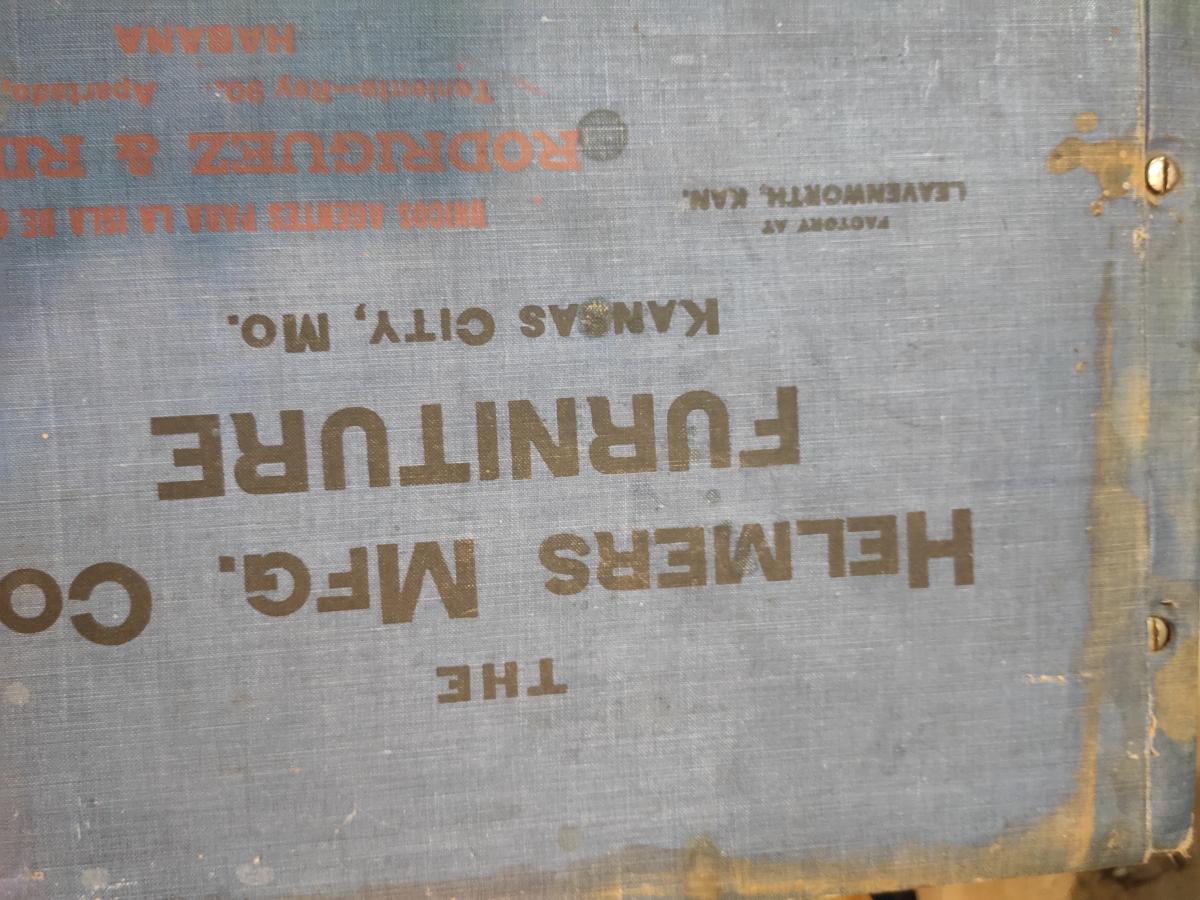 THE
HELMERS MFG. CO
FURNITURE
KANSAS CITY, MO.
FACTORY AT
LEAVENWORTH, KAN.
UNICOS AGENTES PARA LA ISLA DE
RODRIGUEZ &
Teniente-Rey 90. Apartado,
HABANA